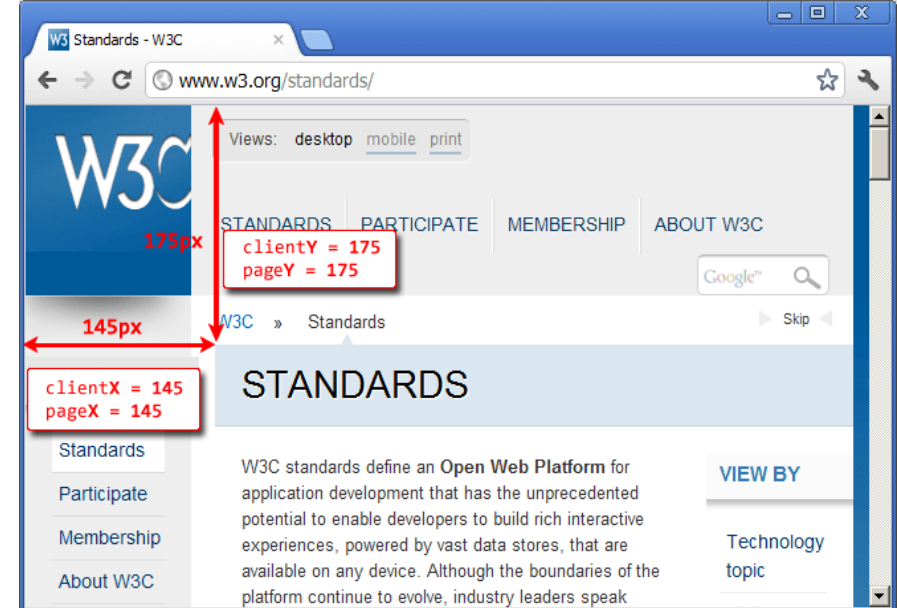 W3 Standards - W3C
www.w3.org/standards/
W3C
Views: desktop mobile print
STANDARDS PARTICIPATE MEMBERSHIP ABOUT W3C
175px
clientY = 175
pageY = 175
Google™
145px
W3C » Standards
Skip
clientX = 145
pageX = 145
STANDARDS
Standards
Participate
Membership
About W3C
W3C standards define an Open Web Platform for
application development that has the unprecedented
potential to enable developers to build rich interactive
experiences, powered by vast data stores, that are
available on any device. Although the boundaries of the
platform continue to evolve, industry leaders speak
VIEW BY
Technology
topic